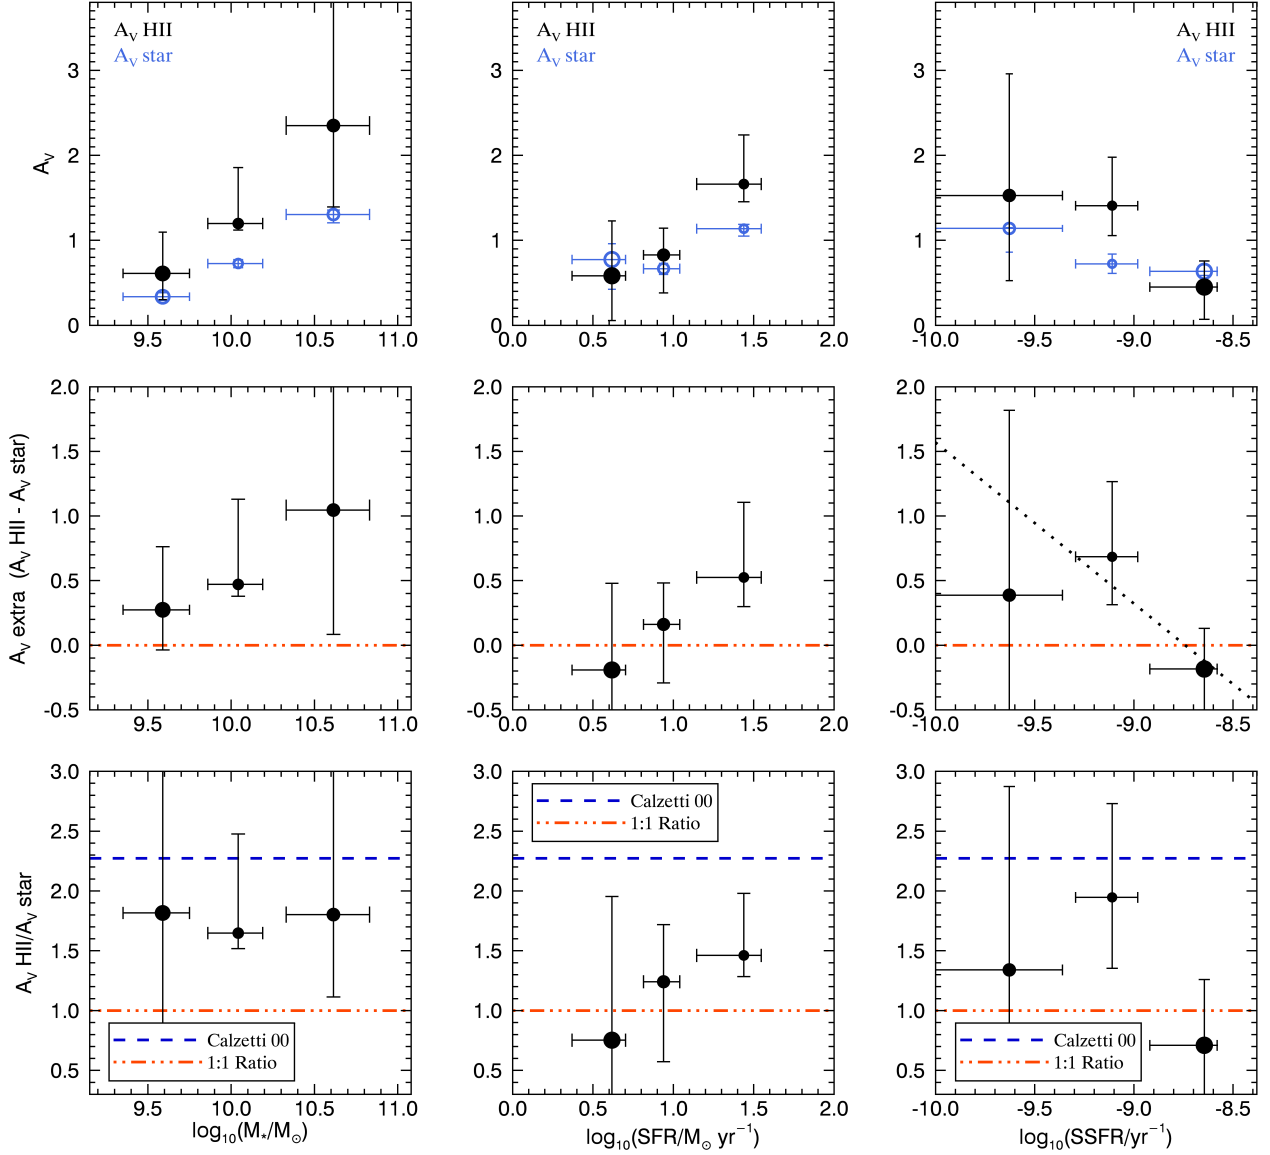 A_V HII
A_V star
A_V HII
A_V star
A_V HII
A_V star
3
2
1
0
A_V
9.5 10.0 10.5 11.0
3
2
1
0
0.0 0.5 1.0 1.5 2.0
3
2
1
0
-10.0 -9.5 -9.0 -8.5
2.0
1.5
1.0
0.5
0.0
-0.5
A_V extra (A_V HII - A_V star)
9.5 10.0 10.5 11.0
2.0
1.5
1.0
0.5
0.0
-0.5
0.0 0.5 1.0 1.5 2.0
2.0
1.5
1.0
0.5
0.0
-0.5
-10.0 -9.5 -9.0 -8.5
3.0
2.5
2.0
1.5
1.0
0.5
A_V HII/A_V star
Calzetti 00
1:1 Ratio
9.5 10.0 10.5 11.0
log₁₀(M_*/M_⊙)
3.0
2.5
2.0
1.5
1.0
0.5
Calzetti 00
1:1 Ratio
0.0 0.5 1.0 1.5 2.0
log₁₀(SFR/M_⊙ yr⁻¹)
3.0
2.5
2.0
1.5
1.0
0.5
Calzetti 00
1:1 Ratio
-10.0 -9.5 -9.0 -8.5
log₁₀(SSFR/yr⁻¹)